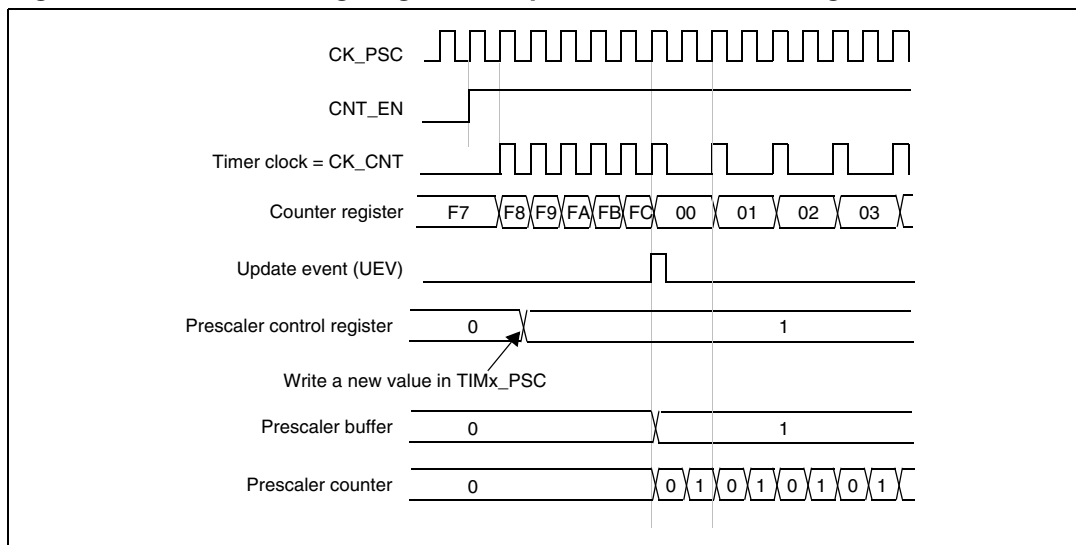 CK_PSC
CNT_EN
Timer clock = CK_CNT
Counter register F7 F8 F9 FA FB FC 00 01 02 03
Update event (UEV)
Prescaler control register 0 1
Write a new value in TIMx_PSC
Prescaler buffer 0 1
Prescaler counter 0 0 1 0 1 0 1 0 1